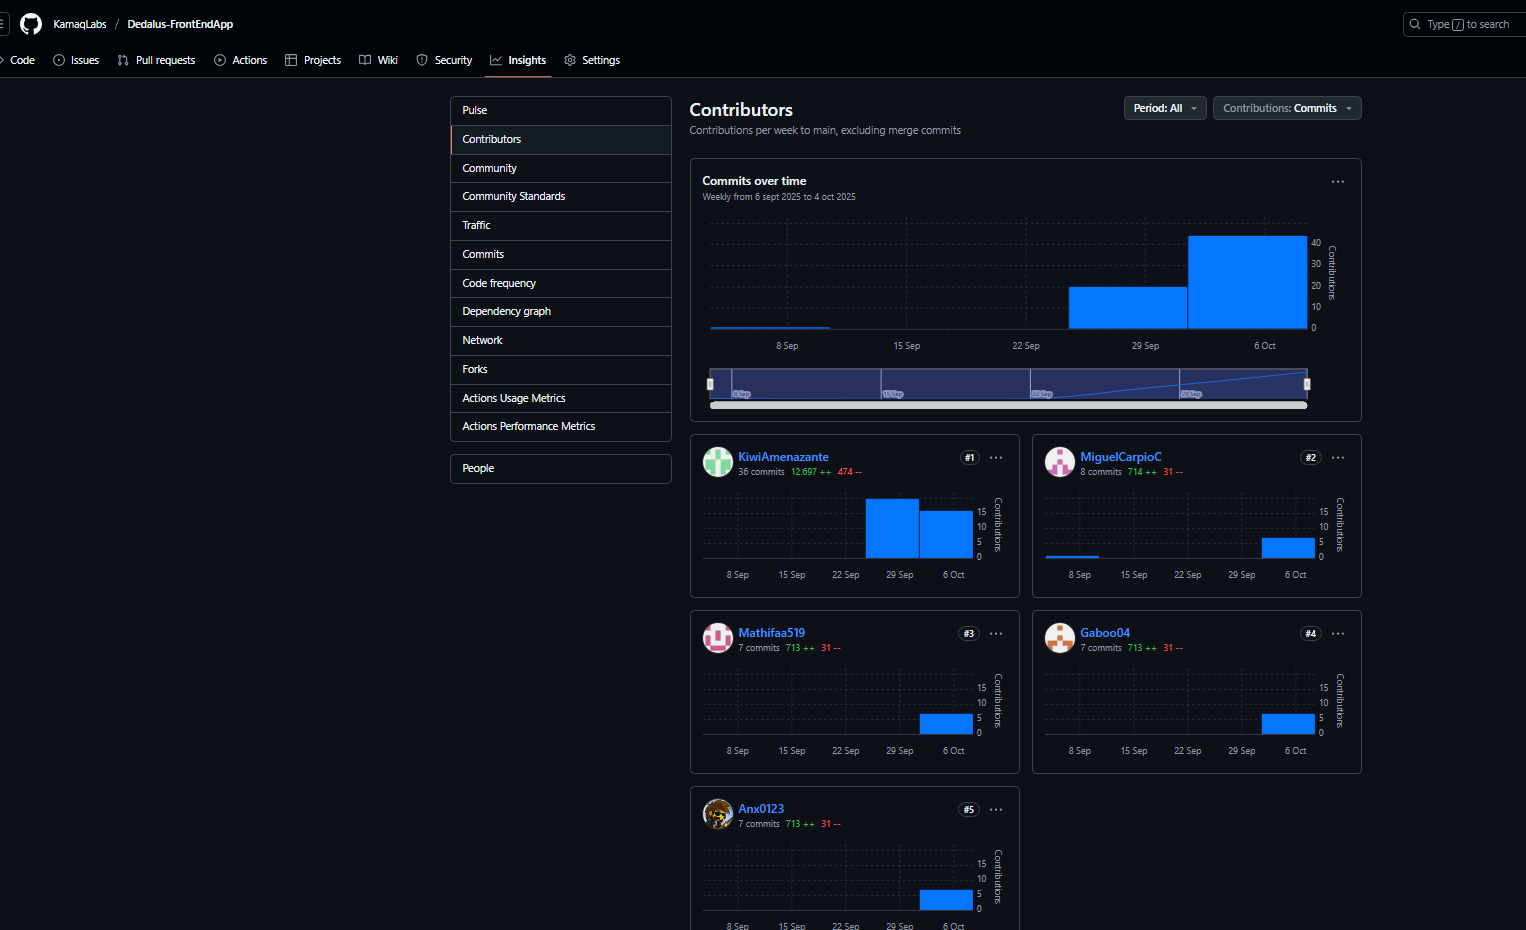 KamaqLabs / Dedalus-FrontEndApp
Type / to search
Code Issues Pull requests Actions Projects Wiki Security Insights Settings
Pulse
Contributors
Community
Community Standards
Traffic
Commits
Code frequency
Dependency graph
Network
Forks
Actions Usage Metrics
Actions Performance Metrics
People
Contributors
Contributions per week to main, excluding merge commits
Period: All
Contributions: Commits
Commits over time
Weekly from 6 sept 2025 to 4 oct 2025
40
30
20
10
0
Contributions
8 Sep 15 Sep 22 Sep 29 Sep 6 Oct
8 Sep 15 Sep 22 Sep 29 Sep
KiwiAmenazante #1
36 commits 12.697 ++ 474 --
15
10
5
0
Contributions
8 Sep 15 Sep 22 Sep 29 Sep 6 Oct
MiguelCarpioC #2
8 commits 714 ++ 31 --
15
10
5
0
Contributions
8 Sep 15 Sep 22 Sep 29 Sep 6 Oct
Mathifaa519 #3
7 commits 713 ++ 31 --
15
10
5
0
Contributions
8 Sep 15 Sep 22 Sep 29 Sep 6 Oct
Gaboo04 #4
7 commits 713 ++ 31 --
15
10
5
0
Contributions
8 Sep 15 Sep 22 Sep 29 Sep 6 Oct
Anx0123 #5
7 commits 713 ++ 31 --
15
10
5
0
Contributions
8 Sep 15 Sep 22 Sep 29 Sep 6 Oct